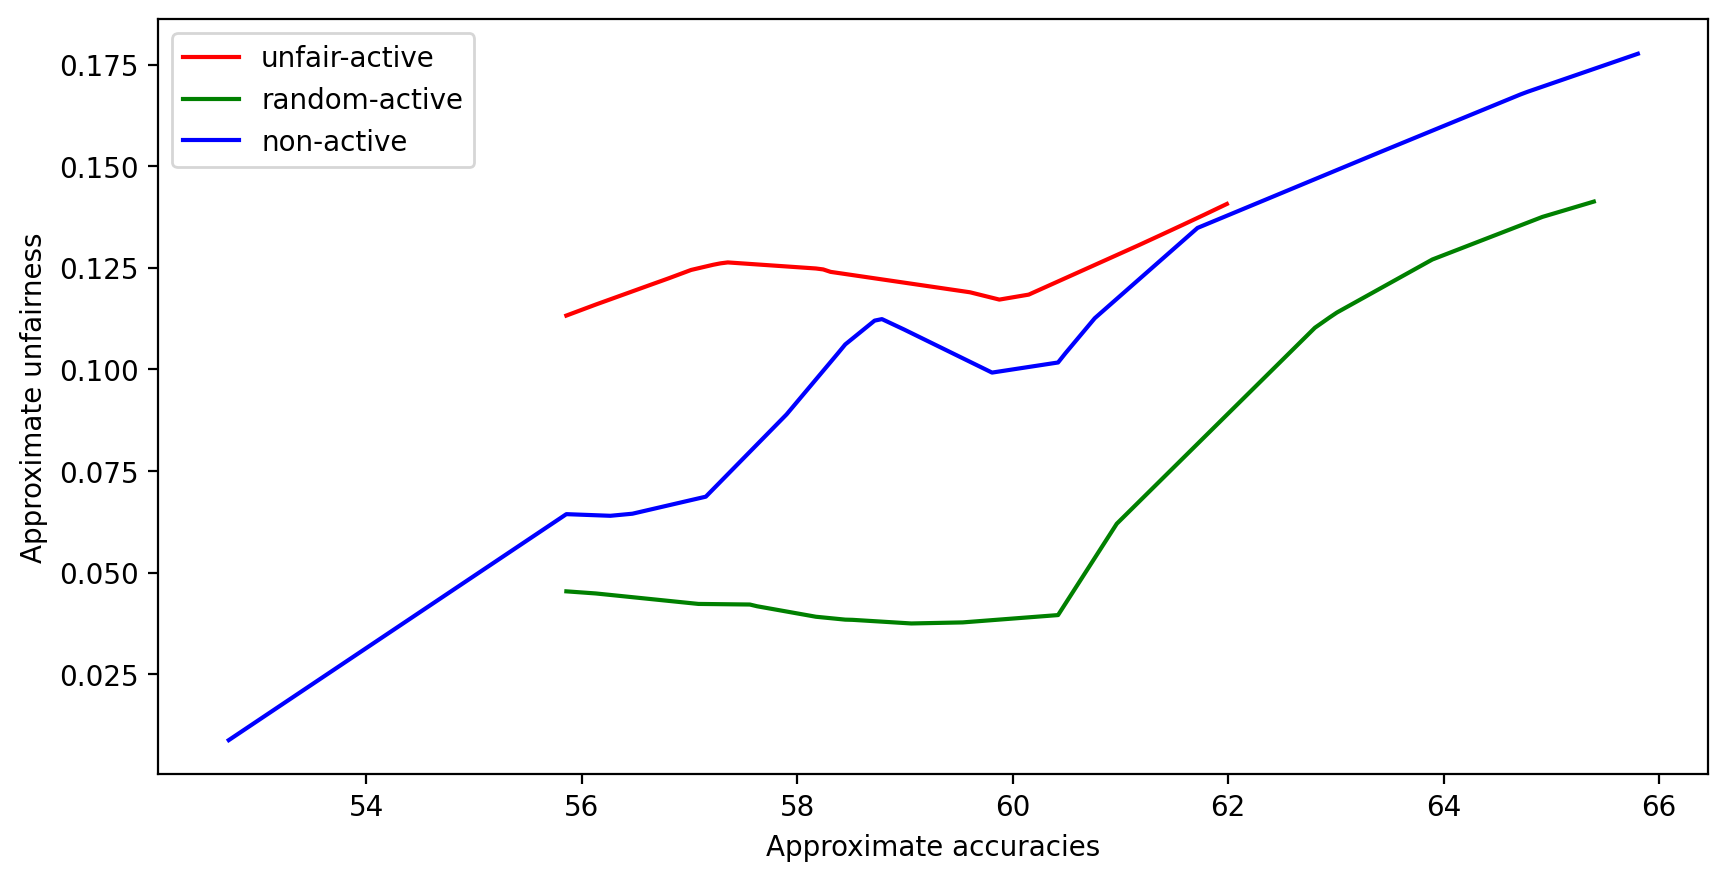 unfair-active
random-active
non-active
0.175
0.150
0.125
0.100
0.075
0.050
0.025
Approximate unfairness
54 56 58 60 62 64 66
Approximate accuracies